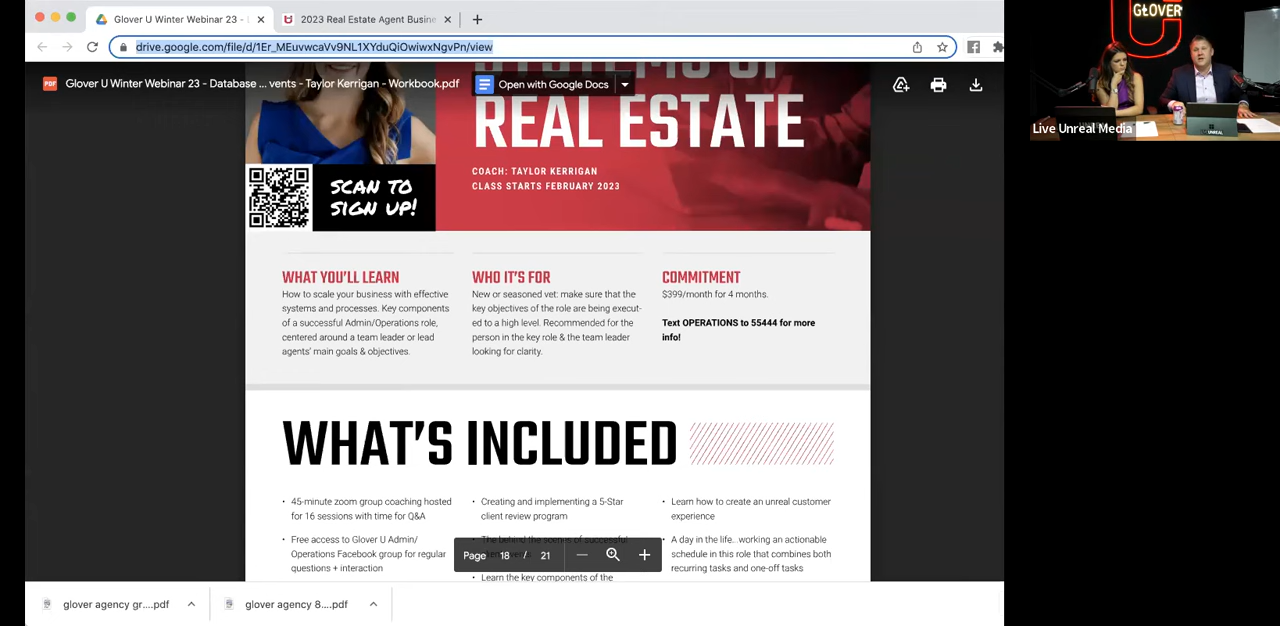 Glover U Winter Webinar 23 -
2023 Real Estate Agent Busine
drive.google.com/file/d/1Er_MEuvwcaVv9NL1XYduQiOwiwxNgvPn/view
Glover U Winter Webinar 23 - Database ... vents - Taylor Kerrigan - Workbook.pdf
Open with Google Docs
REAL ESTATE
COACH: TAYLOR KERRIGAN
CLASS STARTS FEBRUARY 2023
SCAN TO
SIGN UP!
WHAT YOU'LL LEARN
How to scale your business with effective
systems and processes. Key components
of a successful Admin/Operations role,
centered around a team leader or lead
agents' main goals & objectives.
WHO IT'S FOR
New or seasoned vet: make sure that the
key objectives of the role are being execut-
ed to a high level. Recommended for the
person in the key role & the team leader
looking for clarity.
COMMITMENT
$399/month for 4 months.
Text OPERATIONS to 55444 for more
info!
WHAT'S INCLUDED
• 45-minute zoom group coaching hosted
for 16 sessions with time for Q&A
• Free access to Glover U Admin/
Operations Facebook group for regular
questions + interaction
• Creating and implementing a 5-Star
client review program
• The behind the scenes of successful
• Learn the key components of the
• Learn how to create an unreal customer
experience
• A day in the life.. working an actionable
schedule in this role that combines both
recurring tasks and one-off tasks
Page 18 / 21
glover agency gr....pdf
glover agency 8....pdf
GLOVER
U
Live Unreal Media
UNREAL